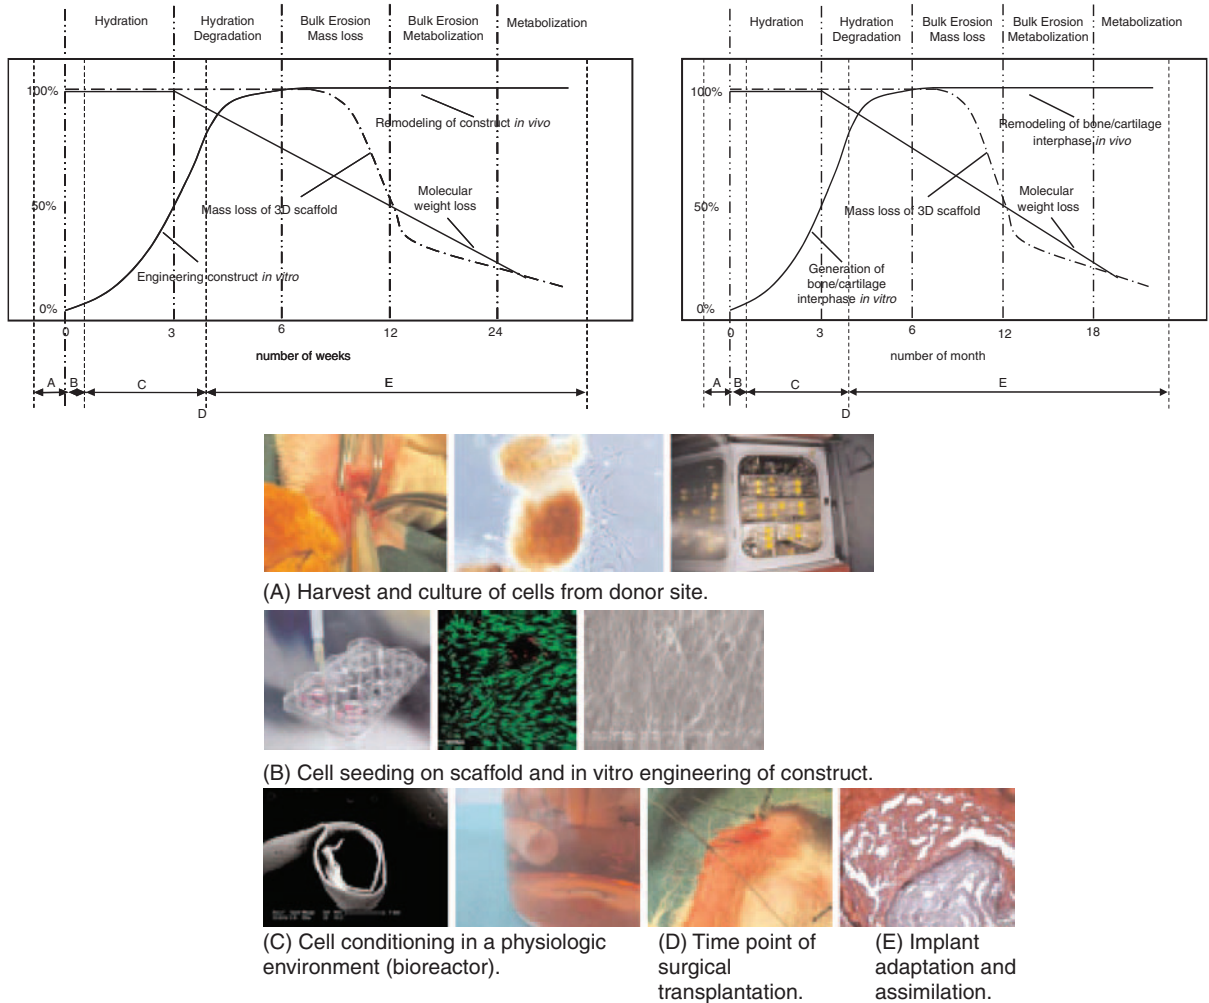 Hydration
Hydration
Degradation
Bulk Erosion
Mass loss
Bulk Erosion
Metabolization
Metabolization
100%
50%
0%
Remodeling of construct in vivo
Mass loss of 3D scaffold
Molecular
weight loss
Engineering construct in vitro
0 3 6 12 24
number of weeks
A B C D E
Hydration
Hydration
Degradation
Bulk Erosion
Mass loss
Bulk Erosion
Metabolization
Metabolization
100%
50%
0%
Remodeling of bone/cartilage
interphase in vivo
Mass loss of 3D scaffold
Molecular
weight loss
Generation of
bone/cartilage
interphase in vitro
0 3 6 12 18
number of month
A B C D E
(A) Harvest and culture of cells from donor site.
(B) Cell seeding on scaffold and in vitro engineering of construct.
(C) Cell conditioning in a physiologic
environment (bioreactor).
(D) Time point of
surgical
transplantation.
(E) Implant
adaptation and
assimilation.